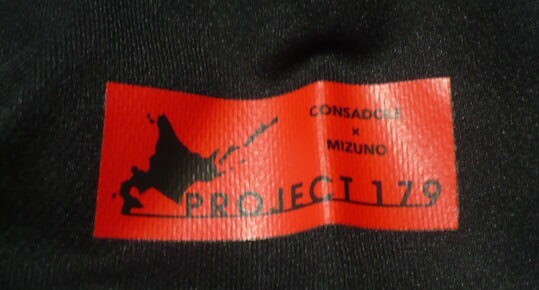 CONSADOLE
×
MIZUNO
PROJECT 179